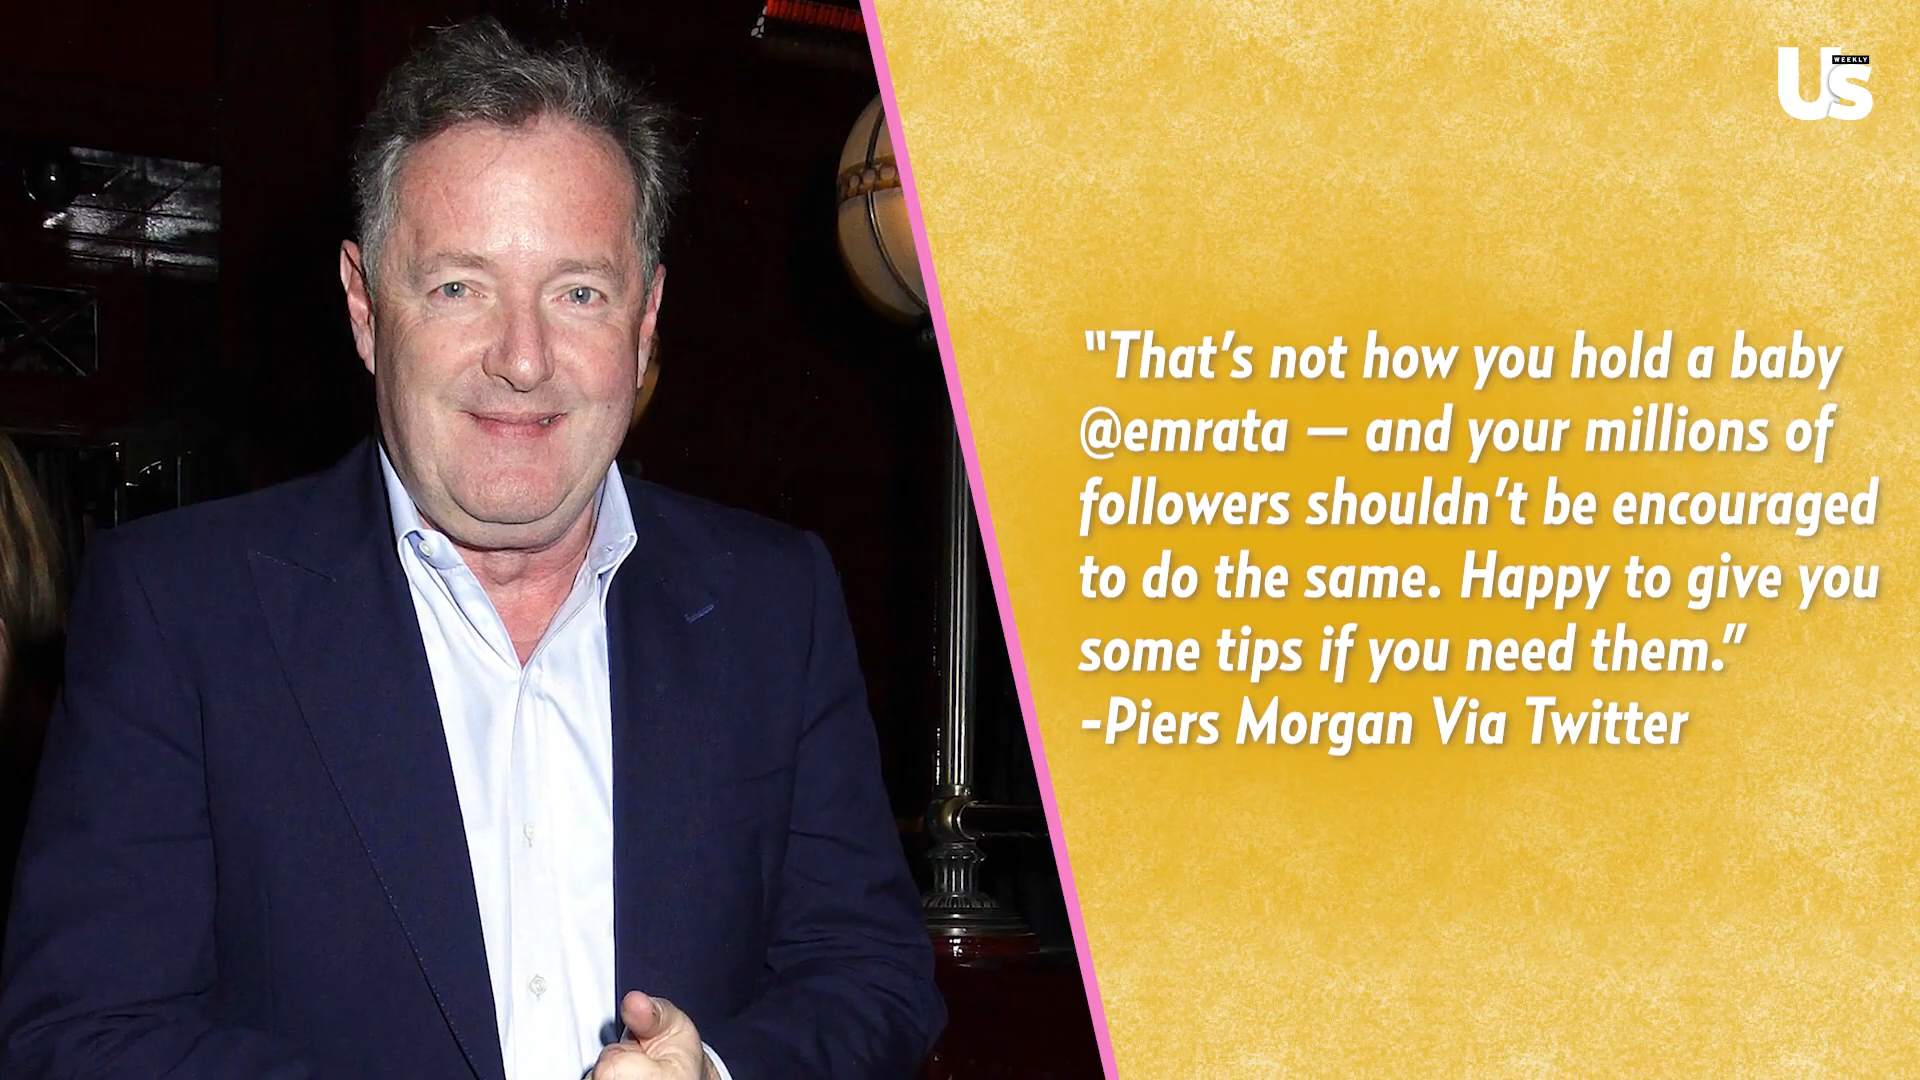 Us
WEEKLY
“That’s not how you hold a baby
@emrata — and your millions of
followers shouldn’t be encouraged
to do the same. Happy to give you
some tips if you need them.”
-Piers Morgan Via Twitter